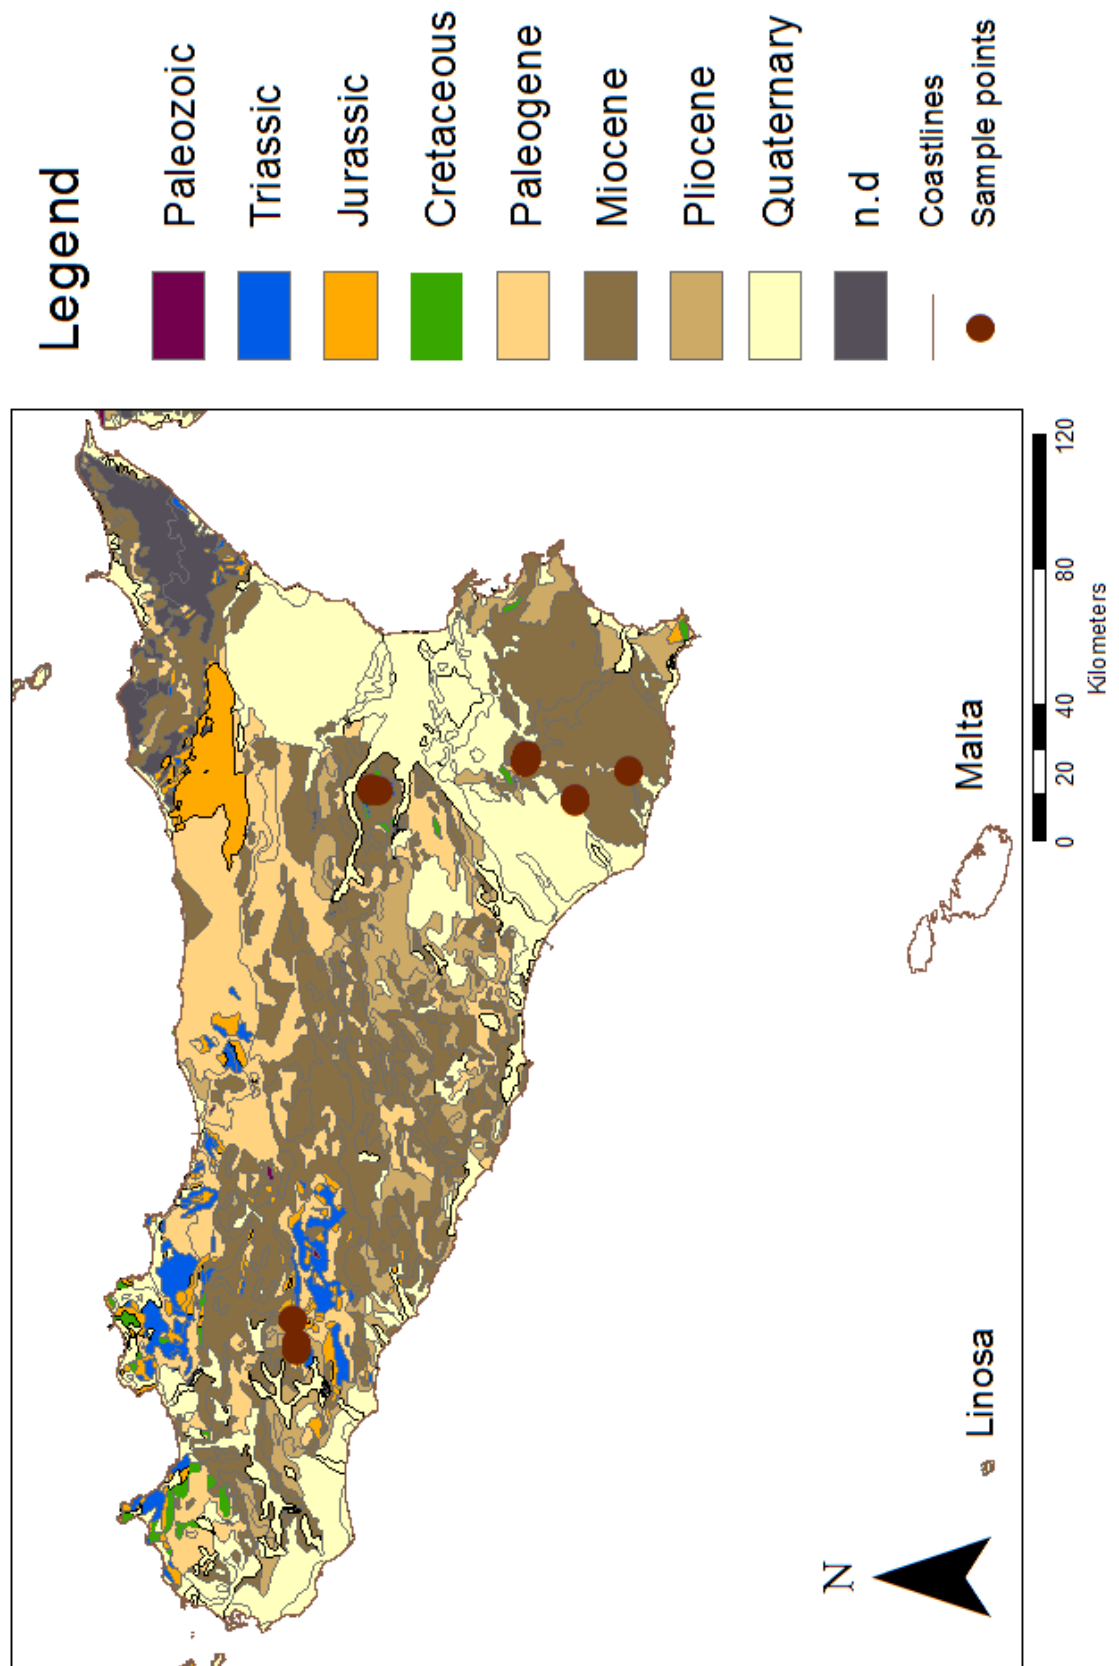 Legend
Paleozoic
Triassic
Jurassic
Cretaceous
Paleogene
Miocene
Pliocene
Quaternary
n.d
Coastlines
Sample points
Malta
Linosa
N
0 20 40 80 120
Kilometers